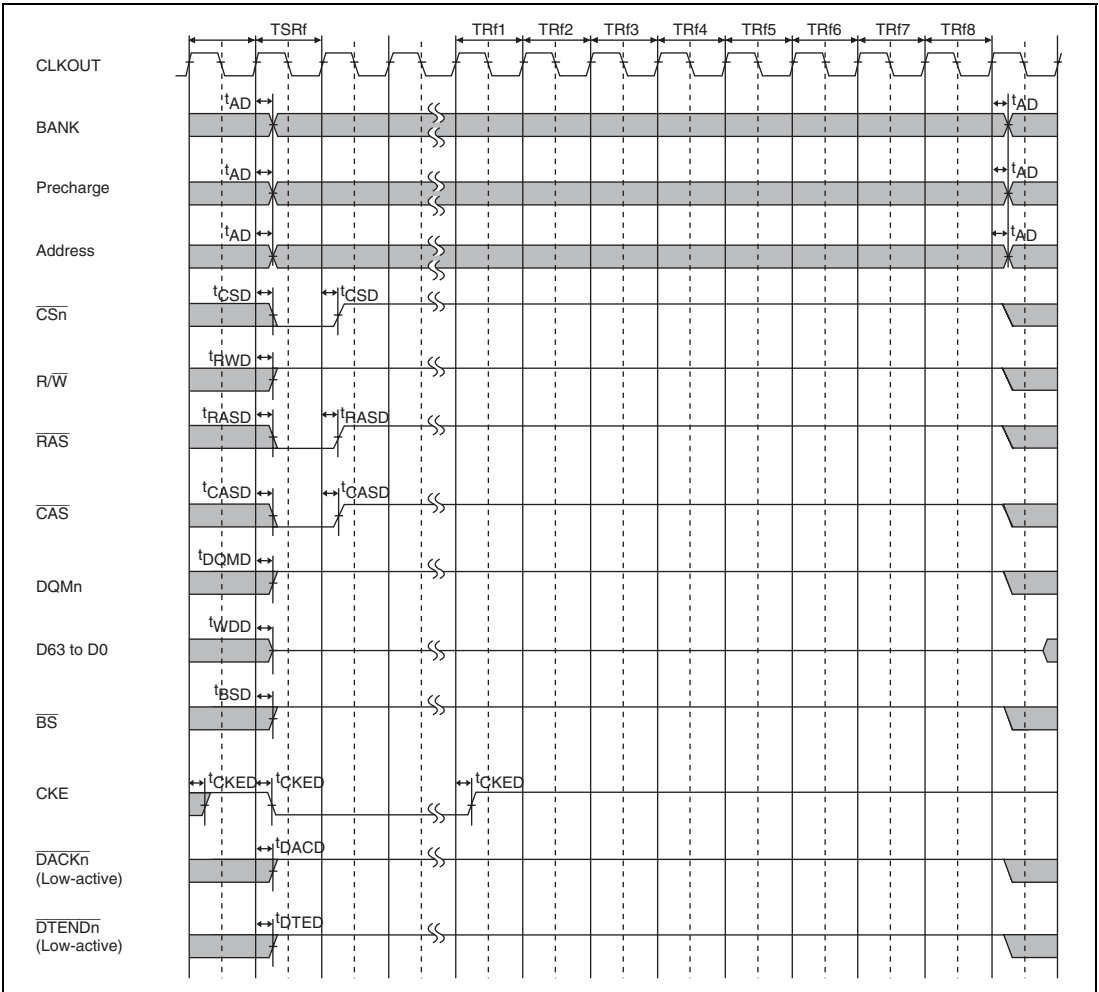 TSRf TRf1 TRf2 TRf3 TRf4 TRf5 TRf6 TRf7 TRf8
CLKOUT
tAD tAD
BANK
tAD tAD
Precharge
tAD tAD
Address
tCSD tCSD
CSn
tRWD
R/W
tRASD tRASD
RAS
tCASD tCASD
CAS
tDQMD
DQMn
tWDD
D63 to D0
tBSD
BS
tCKED tCKED tCKED
CKE
tDACD
DACKn
(Low-active)
tDTED
DTENDn
(Low-active)